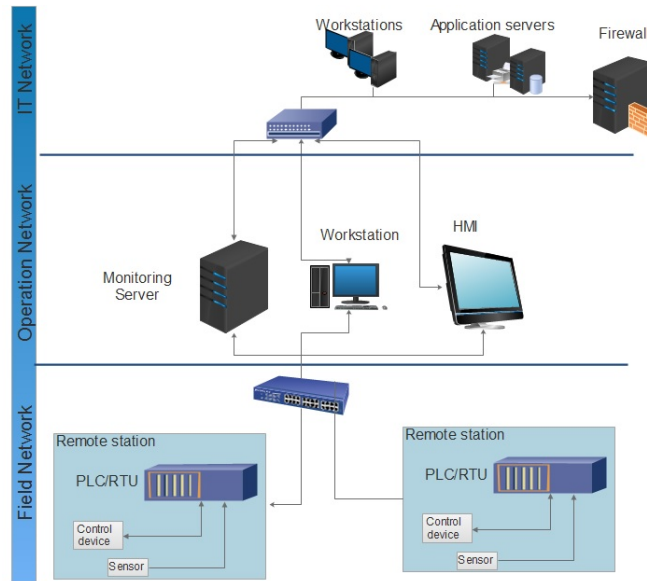 IT Network
Workstations
Application servers
Firewall
Operation Network
Monitoring
Server
Workstation
HMI
Field Network
Remote station
PLC/RTU
Control
device
Sensor
Remote station
PLC/RTU
Control
device
Sensor